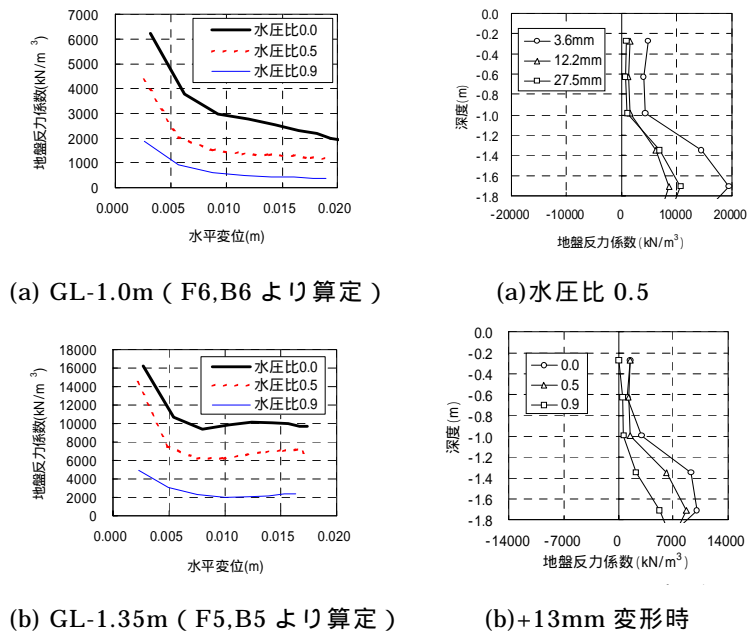 7000
6000
5000
4000
3000
2000
1000
0
地盤反力係数(kN/m³)
水圧比0.0
水圧比0.5
水圧比0.9
0.000 0.005 0.010 0.015 0.020
水平変位(m)
(a) GL-1.0m（F6,B6 より算定）
-0.0
-0.2
-0.4
-0.6
-0.8
-1.0
-1.2
-1.4
-1.6
-1.8
深度(m)
3.6mm
12.2mm
27.5mm
-20000 -10000 0 10000 20000
地盤反力係数(kN/m³)
(a)水圧比 0.5
18000
16000
14000
12000
10000
8000
6000
4000
2000
0
地盤反力係数(kN/m³)
水圧比0.0
水圧比0.5
水圧比0.9
0.000 0.005 0.010 0.015 0.020
水平変位(m)
(b) GL-1.35m（F5,B5 より算定）
0.0
-0.2
-0.4
-0.6
-0.8
-1.0
-1.2
-1.4
-1.6
-1.8
深度(m)
0.0
0.5
0.9
-14000 -7000 0 7000 14000
地盤反力係数(kN/m³)
(b)+13mm 変形時